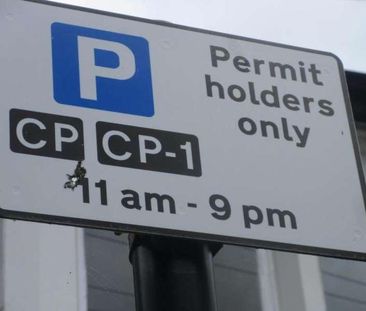 P
Permit
holders
only
CP CP-1
11 am - 9 pm